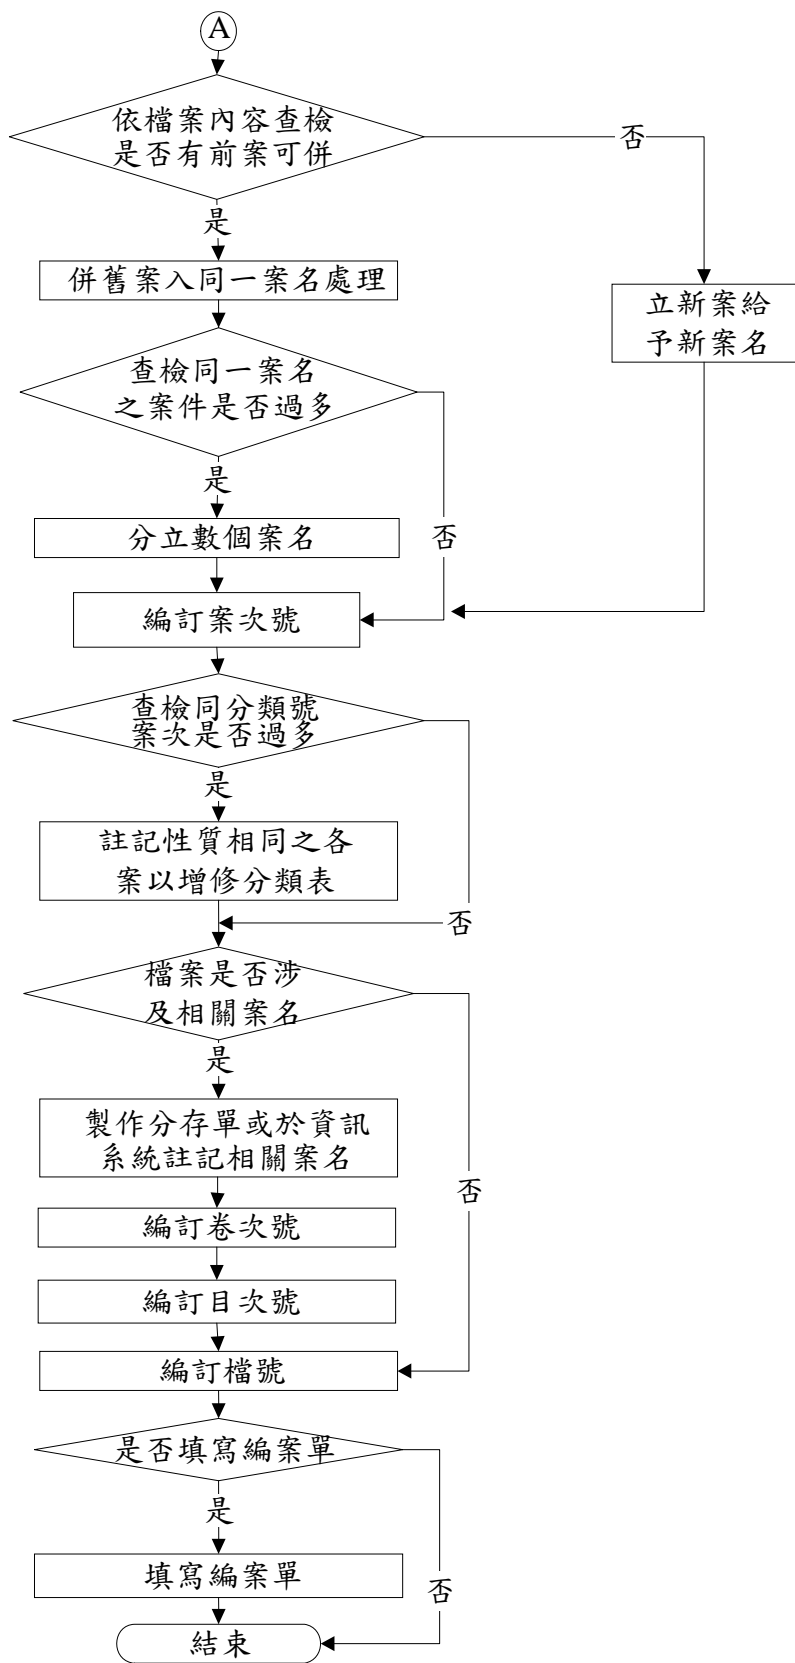 A
依檔案內容查檢
是否有前案可併
否
是
併舊案入同一案名處理
立新案給
予新案名
查檢同一案名
之案件是否過多
是
分立數個案名
否
編訂案次號
查檢同分類號
案次是否過多
是
註記性質相同之各
案以增修分類表
否
檔案是否涉
及相關案名
是
製作分存單或於資訊
系統註記相關案名
否
編訂卷次號
編訂目次號
編訂檔號
是否填寫編案單
是
填寫編案單
否
結束